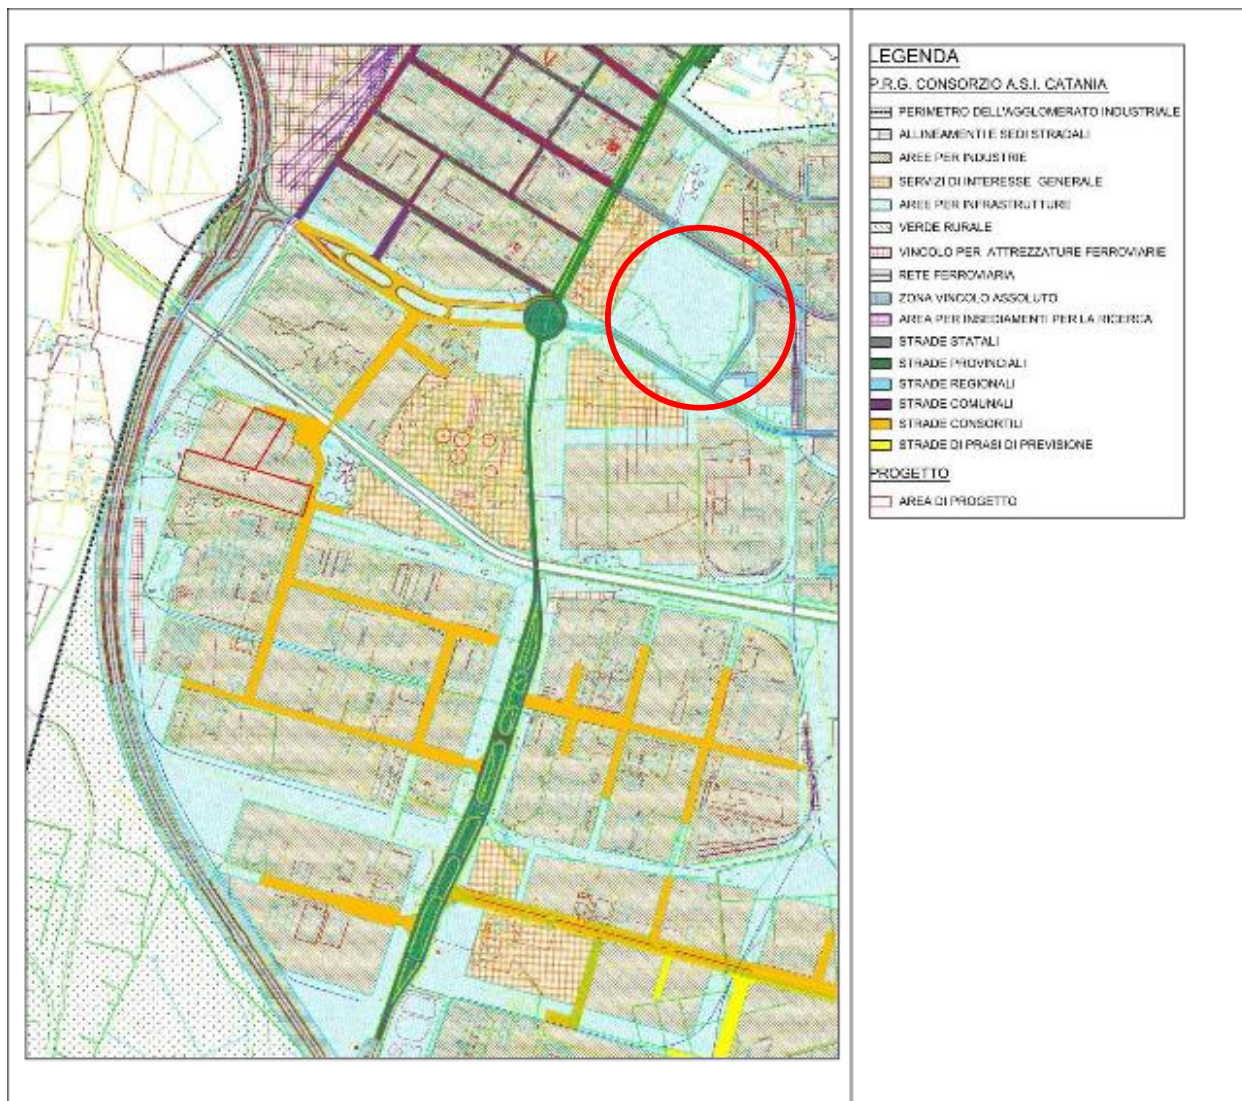 LEGENDA
P.R.G. CONSORZIO A.S.I. CATANIA
PERIMETRO DELL'AGGLOMERATO INDUSTRIALE
ALLINEAMENTI E SEDI STRADALI
AREE PER INDUSTRIE
SERVIZI DI INTERESSE GENERALE
AREE PER INFRASTRUTTURE
VERDE RURALE
VINCOLO PER ATTREZZATURE FERROVIARIE
RETE FERROVIARIA
ZONA VINCOLO ASSOLUTO
AREA PER INSEDIAMENTI PER LA RICERCA
STRADE STATALI
STRADE PROVINCIALI
STRADE REGIONALI
STRADE COMUNALI
STRADE CONSORTILI
STRADE DI PRASI DI PREVISIONE
PROGETTO
AREA DI PROGETTO